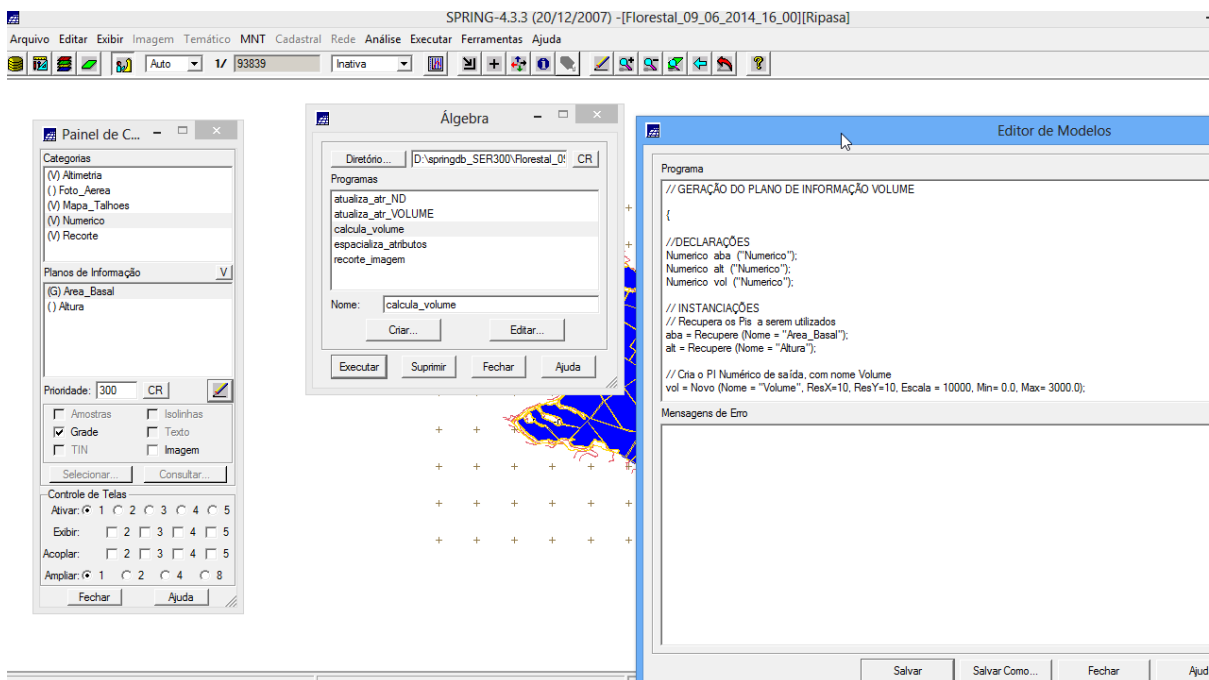 SPRING-4.3.3 (20/12/2007) -[Florestal_09_06_2014_16_00][Ripasa]
Arquivo Editar Exibir Imagem Temático MNT Cadastral Rede Análise Executar Ferramentas Ajuda
Auto 1/ 93839 Inativa
Painel de C...
Categorias
(V) Altimetria
( ) Foto_Aerea
(V) Mapa_Talhoes
(V) Numerico
(V) Recorte
Planos de Informação V
(G) Area_Basal
( ) Altura
Prioridade: 300 CR
Amostras Isolinhas
Grade Texto
TIN Imagem
Selecionar... Consultar...
Controle de Telas
Ativar: 1 2 3 4 5
Exibir: 2 3 4 5
Acoplar: 2 3 4 5
Ampliar: 1 2 4 8
Fechar Ajuda
Álgebra
Diretório... D:\springdb_SER300\Florestal_0 CR
Programas
atualiza_atr_ND
atualiza_atr_VOLUME
calcula_volume
espacializa_atributos
recorte_imagem
Nome: calcula_volume
Criar... Editar...
Executar Suprimir Fechar Ajuda
Editor de Modelos
Programa
// GERAÇÃO DO PLANO DE INFORMAÇÃO VOLUME
{
//DECLARAÇÕES
Numerico aba ("Numerico");
Numerico alt ("Numerico");
Numerico vol ("Numerico");
// INSTANCIAÇÕES
// Recupera os Pis a serem utilizados
aba = Recupere (Nome = "Area_Basal");
alt = Recupere (Nome = "Altura");
// Cria o PI Numérico de saída, com nome Volume
vol = Novo (Nome = "Volume", ResX=10, ResY=10, Escala = 10000, Min= 0.0, Max= 3000.0);
Mensagens de Erro
Salvar Salvar Como... Fechar Ajud